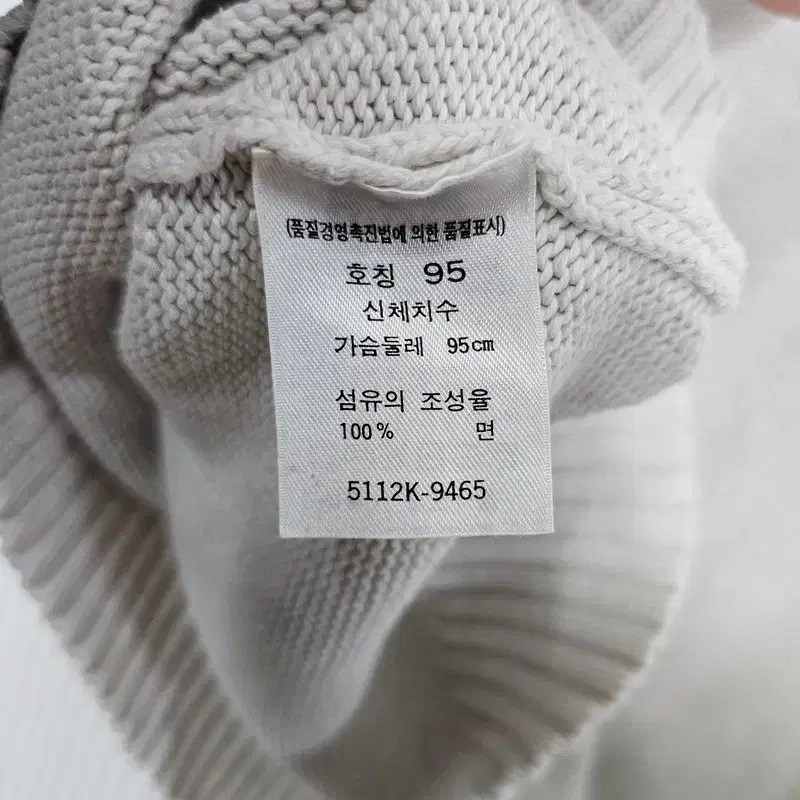 (품질경영촉진법에 의한 품질표시)
호칭 95
신체치수
가슴둘레 95cm
섬유의 조성율
100% 면
5112K-9465